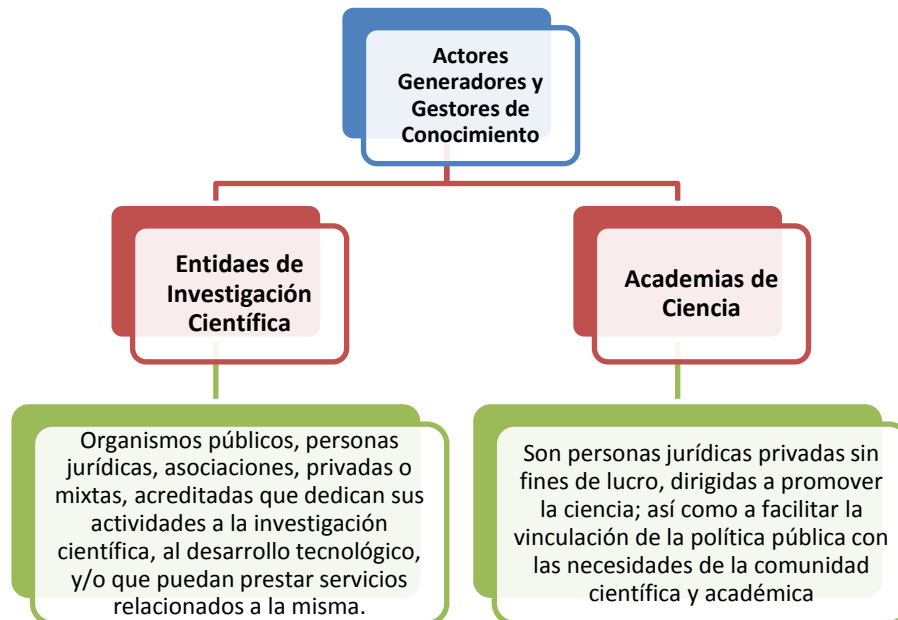 Actores
Generadores y
Gestores de
Conocimiento
Entidaes de
Investigación
Científica
Academias de
Ciencia
Organismos públicos, personas
jurídicas, asociaciones, privadas o
mixtas, acreditadas que dedican sus
actividades a la investigación
científica, al desarrollo tecnológico,
y/o que puedan prestar servicios
relacionados a la misma.
Son personas jurídicas privadas sin
fines de lucro, dirigidas a promover
la ciencia; así como a facilitar la
vinculación de la política pública con
las necesidades de la comunidad
científica y académica